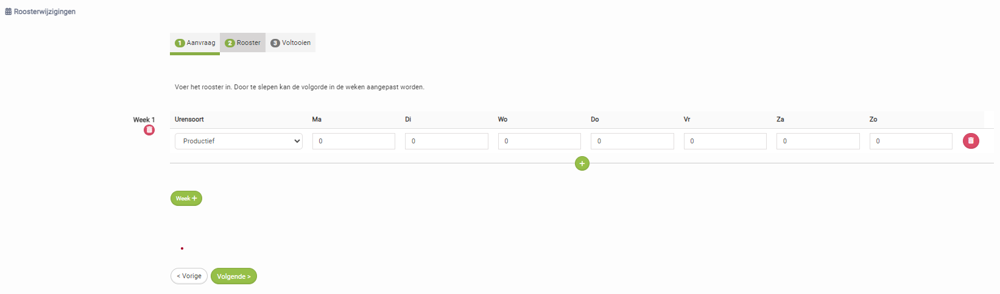 Roosterwijzigingen
1 Aanvraag 2 Rooster 3 Voltooien
Voer het rooster in. Door te slepen kan de volgorde in de weken aangepast worden.
Week 1 Urensoort Ma Di Wo Do Vr Za Zo
Productief 0 0 0 0 0 0 0
+
Week +
< Vorige Volgende >